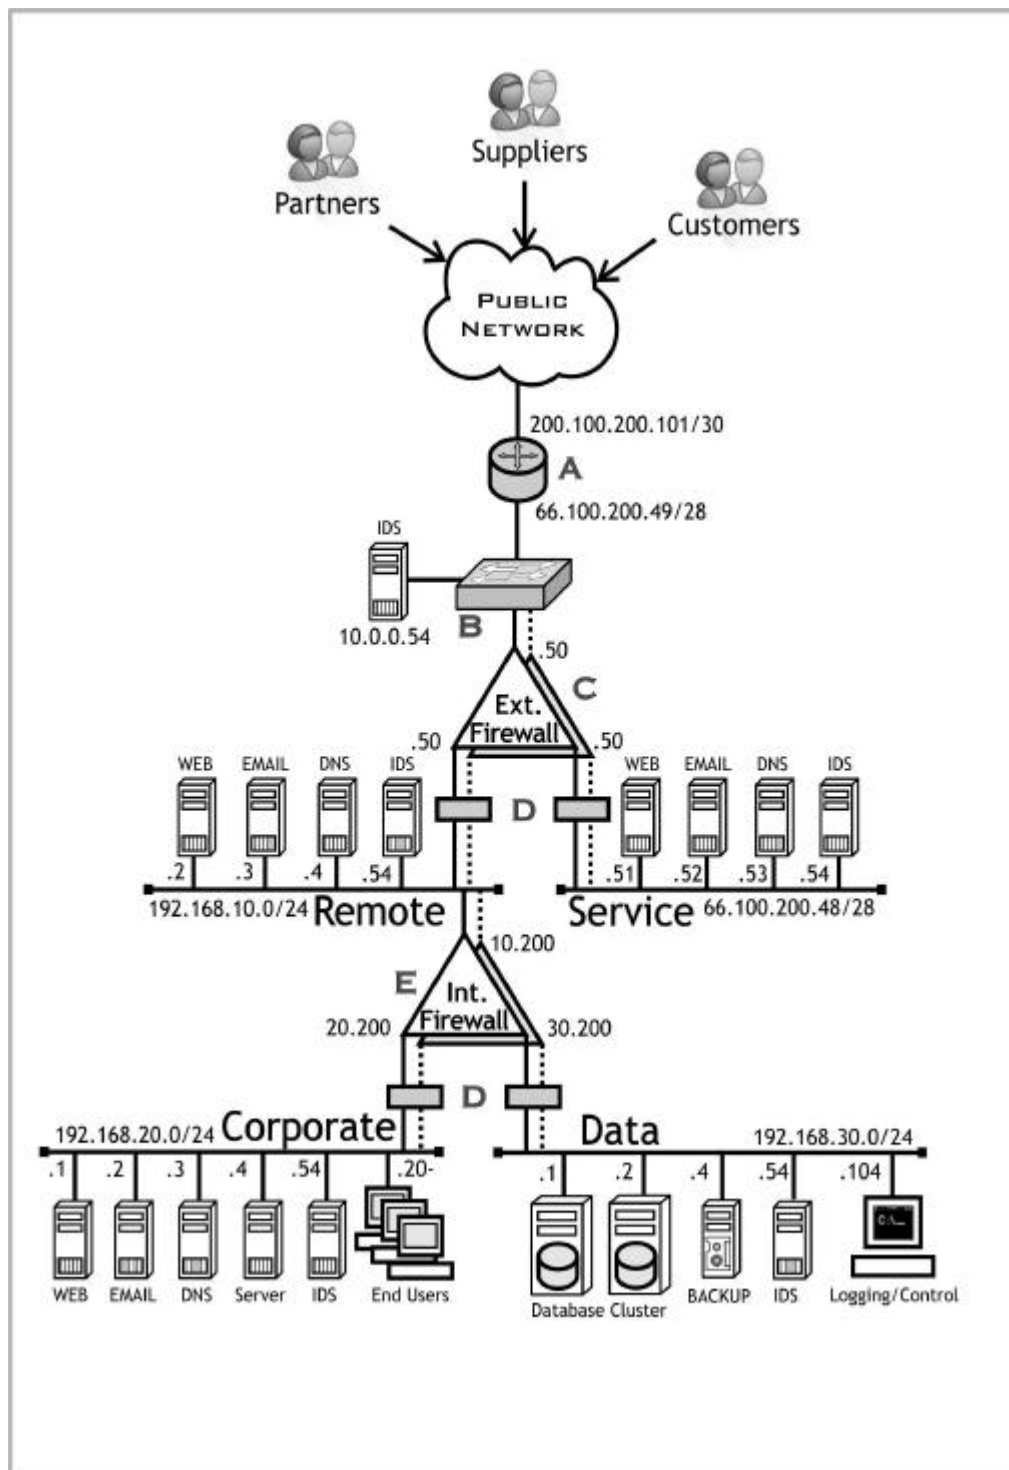 Suppliers
Partners
Customers
PUBLIC
NETWORK
200.100.200.101/30
A
66.100.200.49/28
IDS
10.0.0.54
B
.50
C
Ext.
Firewall
.50
.50
WEB EMAIL DNS IDS
D
WEB EMAIL DNS IDS
.2 .3 .4 .54
.51 .52 .53 .54
192.168.10.0/24 Remote
Service 66.100.200.48/28
10.200
E
Int.
Firewall
20.200
30.200
D
192.168.20.0/24 Corporate
Data 192.168.30.0/24
.1 .2 .3 .4 .54 .20-
.1 .2 .4 .54 .104
C:\_
WEB EMAIL DNS Server IDS End Users
Database Cluster BACKUP IDS Logging/Control